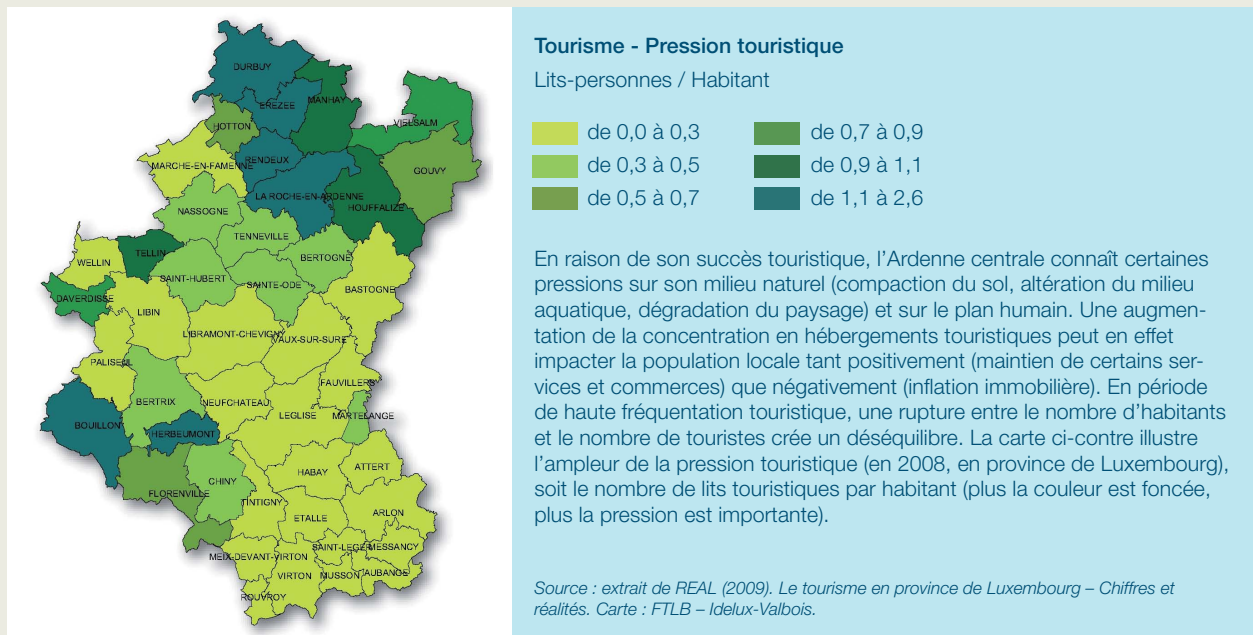 DURBUY
MANHAY
EREZEE
VIELSALM
HOTTON
RENDEUX
MARCHE-EN-FAMENNE
GOUVY
LA ROCHE-EN-ARDENNE
HOUFFALIZE
NASSOGNE
TENNEVILLE
TELLIN
BERTOGNE
WELLIN
SAINT-HUBERT
SAINTE-ODE
BASTOGNE
DAVERDISSE
LIBIN
LIBRAMONT-CHEVIGNY
VAUX-SUR-SURE
PALISEUL
FAUVILLERS
BERTRIX
NEUFCHATEAU
LEGLISE
MARTELANGE
BOUILLON
HERBEUMONT
HABAY
ATTERT
CHINY
FLORENVILLE
TINTIGNY
ETALLE
ARLON
SAINT-LEGER
MESSANCY
MEIX-DEVANT-VIRTON
VIRTON
MUSSON
AUBANGE
ROUVROY
Tourisme - Pression touristique
Lits-personnes / Habitant
de 0,0 à 0,3
de 0,3 à 0,5
de 0,5 à 0,7
de 0,7 à 0,9
de 0,9 à 1,1
de 1,1 à 2,6
En raison de son succès touristique, l'Ardenne centrale connaît certaines
pressions sur son milieu naturel (compaction du sol, altération du milieu
aquatique, dégradation du paysage) et sur le plan humain. Une augmen-
tation de la concentration en hébergements touristiques peut en effet
impacter la population locale tant positivement (maintien de certains ser-
vices et commerces) que négativement (inflation immobilière). En période
de haute fréquentation touristique, une rupture entre le nombre d'habitants
et le nombre de touristes crée un déséquilibre. La carte ci-contre illustre
l'ampleur de la pression touristique (en 2008, en province de Luxembourg),
soit le nombre de lits touristiques par habitant (plus la couleur est foncée,
plus la pression est importante).
Source : extrait de REAL (2009). Le tourisme en province de Luxembourg – Chiffres et
réalités. Carte : FTLB – Idelux-Valbois.